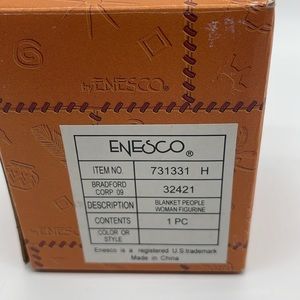 by ENESCO®
ENESCO®
ITEM NO. 731331 H
BRADFORD CORP 09 32421
DESCRIPTION BLANKET PEOPLE WOMAN FIGURINE
CONTENTS 1 PC
COLOR OR STYLE
Enesco is a registered U.S.trademark
Made in China